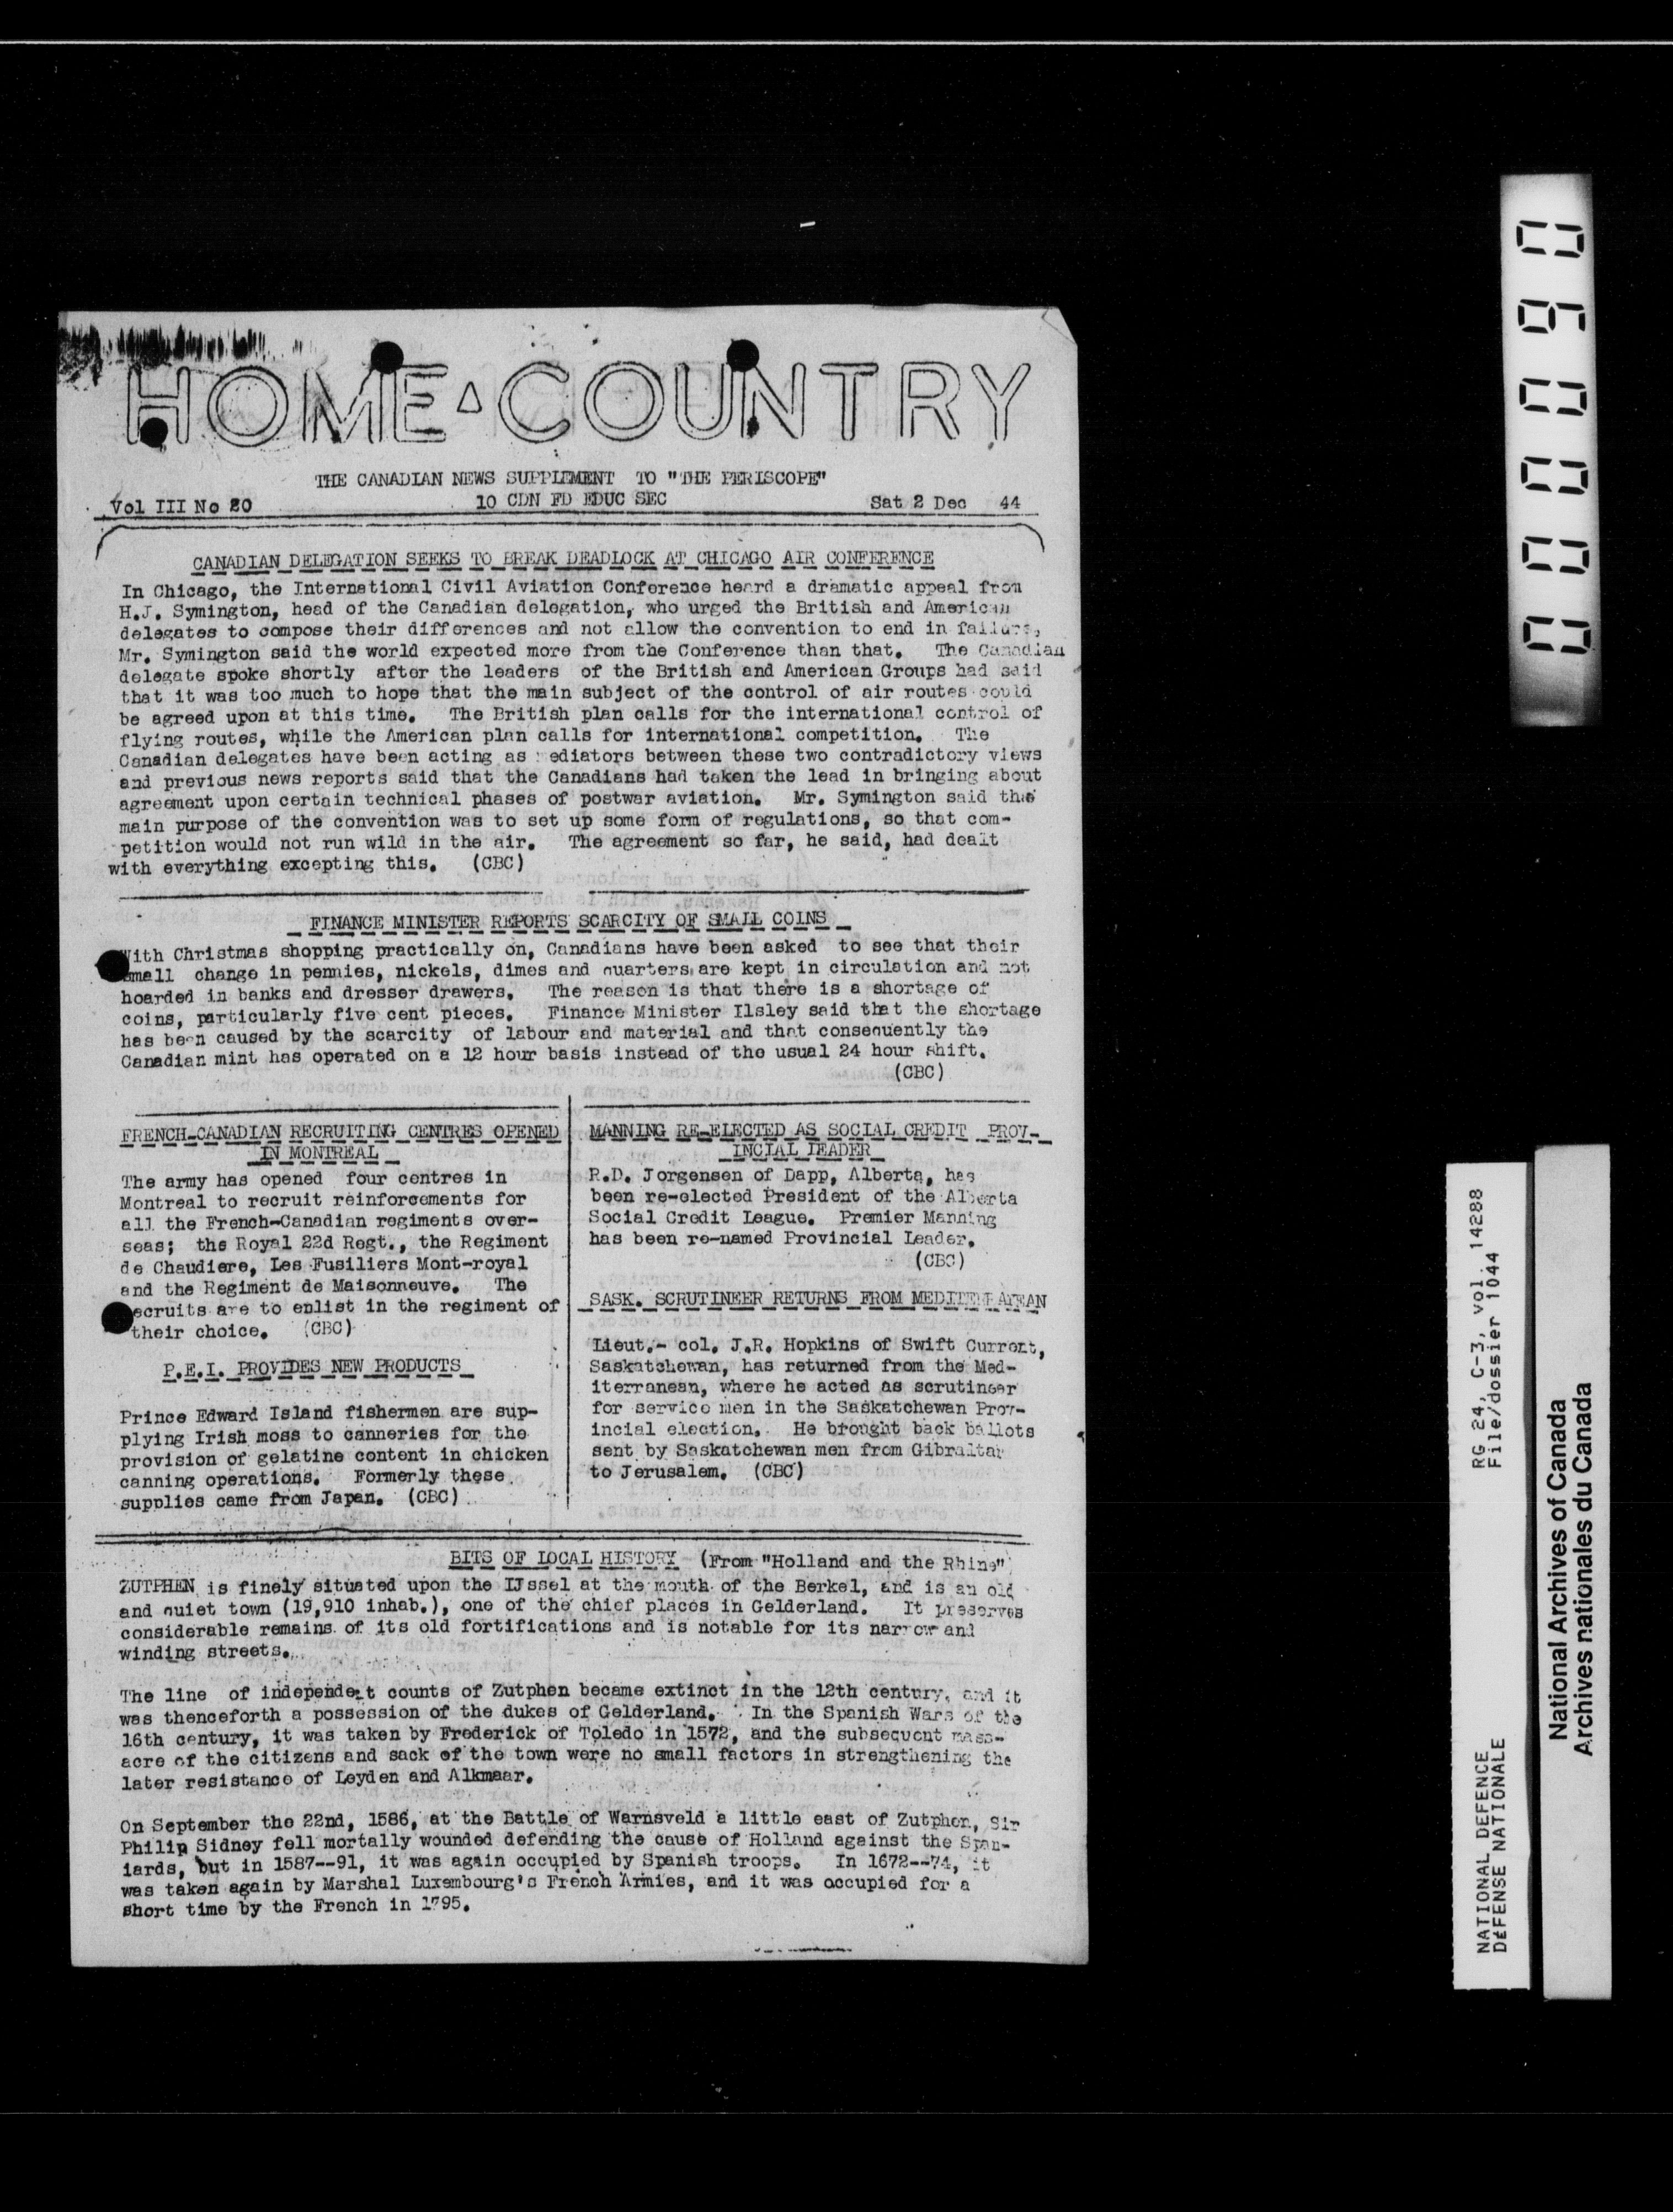 HOME COUNTRY
THE CANADIAN NEWS SUPPLEMENT TO "THE PERISCOPE"
Vol III No 20 10 CDN FD EDUC SEC Sat 2 Dec 44
CANADIAN DELEGATION SEEKS TO BREAK DEADLOCK AT CHICAGO AIR CONFERENCE
In Chicago, the International Civil Aviation Conference heard a dramatic appeal from
H.J. Symington, head of the Canadian delegation, who urged the British and American
delegates to compose their differences and not allow the convention to end in failure,
Mr. Symington said the world expected more from the Conference than that. The Canadian
delegate spoke shortly after the leaders of the British and American Groups had said
that it was too much to hope that the main subject of the control of air routes could
be agreed upon at this time. The British plan calls for the international control of
flying routes, while the American plan calls for international competition. The
Canadian delegates have been acting as ediators between these two contradictory views
and previous news reports said that the Canadians had taken the lead in bringing about
agreement upon certain technical phases of postwar aviation. Mr. Symington said the
main purpose of the convention was to set up some form of regulations, so that com-
petition would not run wild in the air. The agreement so far, he said, had dealt
with everything excepting this. (CBC)
FINANCE MINISTER REPORTS SCARCITY OF SMALL COINS
With Christmas shopping practically on, Canadians have been asked to see that their
small change in pennies, nickels, dimes and quarters are kept in circulation and not
hoarded in banks and dresser drawers. The reason is that there is a shortage of
coins, particularly five cent pieces. Finance Minister Ilsley said that the shortage
has been caused by the scarcity of labour and material and that consequently the
Canadian mint has operated on a 12 hour basis instead of the usual 24 hour shift.
(CBC)
FRENCH-CANADIAN RECRUITING CENTRES OPENED
IN MONTREAL
The army has opened four centres in
Montreal to recruit reinforcements for
all the French-Canadian regiments over-
seas; the Royal 22d Regt., the Regiment
de Chaudiere, Les Fusiliers Mont-royal
and the Regiment de Maisonneuve. The
recruits are to enlist in the regiment of
their choice. (CBC)
P.E.I. PROVIDES NEW PRODUCTS
Prince Edward Island fishermen are sup-
plying Irish moss to canneries for the
provision of gelatine content in chicken
canning operations. Formerly these
supplies came from Japan. (CBC)
MANNING RE-ELECTED AS SOCIAL CREDIT PROV-
INCIAL LEADER
R.D. Jorgensen of Dapp, Alberta, has
been re-elected President of the Alberta
Social Credit League. Premier Manning
has been re-named Provincial Leader.
(CBC)
SASK. SCRUTINEER RETURNS FROM MEDITERRANEAN
Lieut.- col. J.R. Hopkins of Swift Current,
Saskatchewan, has returned from the Med-
iterranean, where he acted as scrutineer
for service men in the Saskatchewan Prov-
incial election. He brought back ballots
sent by Saskatchewan men from Gibraltar
to Jerusalem. (CBC)
BITS OF LOCAL HISTORY (From "Holland and the Rhine")
ZUTPHEN is finely situated upon the IJssel at the mouth of the Berkel, and is an old
and quiet town (19,910 inhab.), one of the chief places in Gelderland. It preserves
considerable remains of its old fortifications and is notable for its narrow and
winding streets.
The line of independent counts of Zutphen became extinct in the 12th century, and it
was thenceforth a possession of the dukes of Gelderland. In the Spanish Wars of the
16th century, it was taken by Frederick of Toledo in 1572, and the subsequent mass-
acre of the citizens and sack of the town were no small factors in strengthening the
later resistance of Leyden and Alkmaar.
On September the 22nd, 1586, at the Battle of Warnsveld a little east of Zutphen, Sir
Philip Sidney fell mortally wounded defending the cause of Holland against the Span-
iards, but in 1587--91, it was again occupied by Spanish troops. In 1672--74, it
was taken again by Marshal Luxembourg's French Armies, and it was occupied for a
short time by the French in 1795.
000090
NATIONAL DEFENCE RG 24, C-3, vol. 14288
DéFENSE NATIONALE File/dossier 1044
National Archives of Canada
Archives nationales du Canada